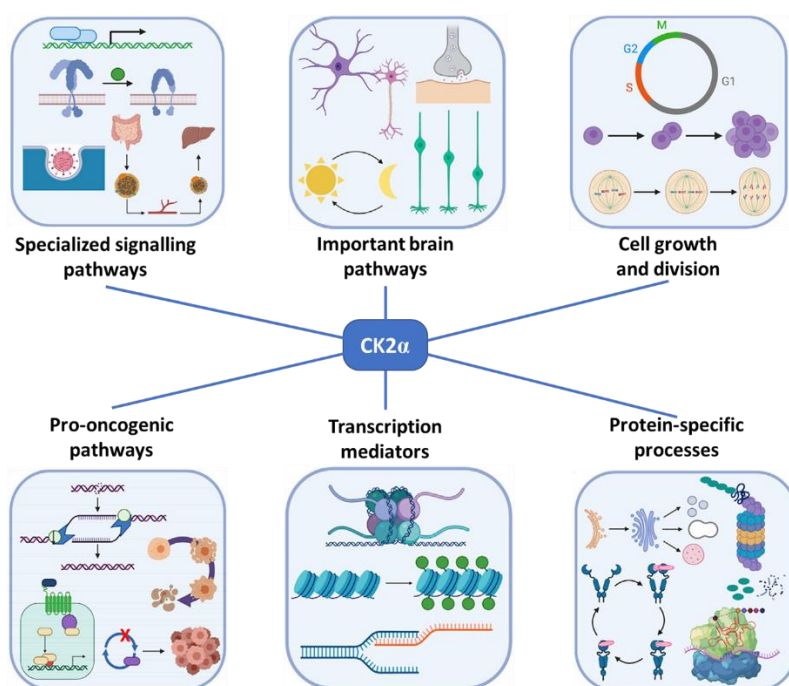 M
G2
S
G1
Specialized signalling
pathways
Important brain
pathways
Cell growth
and division
CK2α
Pro-oncogenic
pathways
Transcription
mediators
Protein-specific
processes